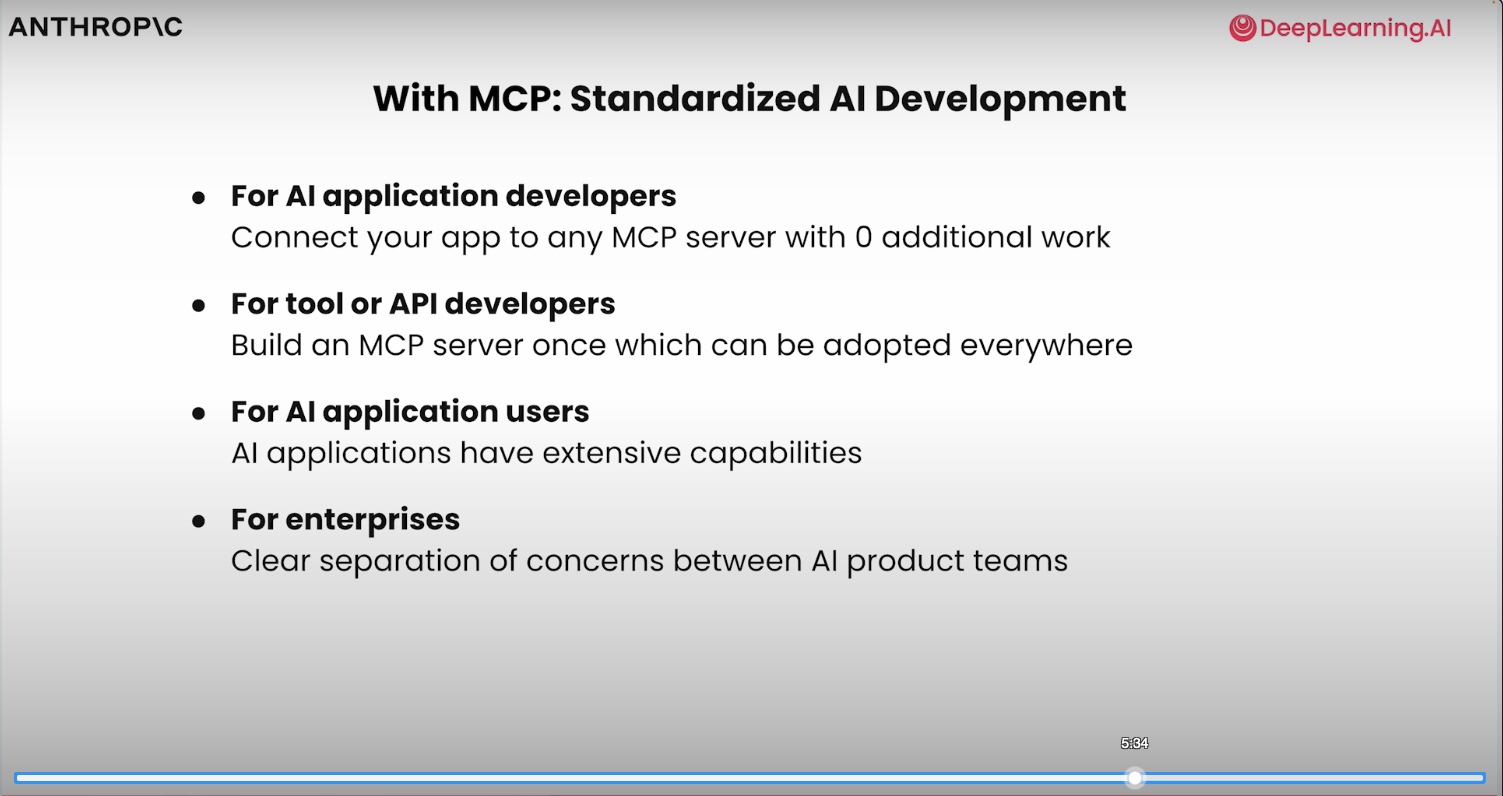 ANTHROP\C
DeepLearning.AI
With MCP: Standardized AI Development
● For AI application developers
Connect your app to any MCP server with 0 additional work
● For tool or API developers
Build an MCP server once which can be adopted everywhere
● For AI application users
AI applications have extensive capabilities
● For enterprises
Clear separation of concerns between AI product teams
5:34